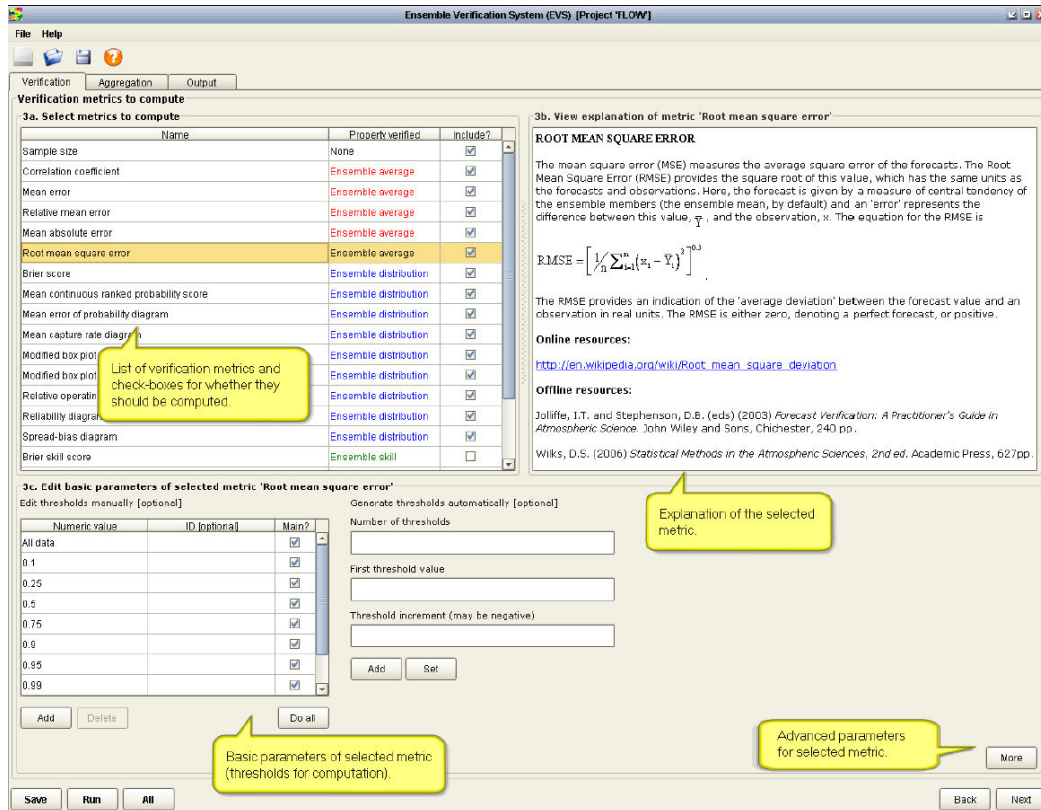 Ensemble Verification System (EVS) [Project 'FLOW']
File Help
Verification Aggregation Output
Verification metrics to compute
3a. Select metrics to compute
Name Property verified Include?
Sample size None
Correlation coefficient Ensemble average
Mean error Ensemble average
Relative mean error Ensemble average
Mean absolute error Ensemble average
Root mean square error Ensemble average
Brier score Ensemble distribution
Mean continuous ranked probability score Ensemble distribution
Mean error of probability diagram Ensemble distribution
Mean capture rate diagram Ensemble distribution
Modified box plot Ensemble distribution
Modified box plot Ensemble distribution
Relative operatin Ensemble distribution
Reliability diagram Ensemble distribution
Spread-bias diagram Ensemble distribution
Brier skill score Ensemble skill
List of verification metrics and
check-boxes for whether they
should be computed.
3b. View explanation of metric 'Root mean square error'
ROOT MEAN SQUARE ERROR
The mean square error (MSE) measures the average square error of the forecasts. The Root
Mean Square Error (RMSE) provides the square root of this value, which has the same units as
the forecasts and observations. Here, the forecast is given by a measure of central tendency of
the ensemble members (the ensemble mean, by default) and an 'error' represents the
difference between this value, Y̅, and the observation, x. The equation for the RMSE is
RMSE = [1/n ∑ⁿᵢ₌₁(xᵢ − Y̅ᵢ)²]⁰·⁵.
The RMSE provides an indication of the 'average deviation' between the forecast value and an
observation in real units. The RMSE is either zero, denoting a perfect forecast, or positive.
Online resources:
http://en.wikipedia.org/wiki/Root_mean_square_deviation
Offline resources:
Jolliffe, I.T. and Stephenson, D.B. (eds) (2003) Forecast Verification: A Practitioner's Guide in
Atmospheric Science. John Wiley and Sons, Chichester, 240 pp.
Wilks, D.S. (2006) Statistical Methods in the Atmospheric Sciences, 2nd ed. Academic Press, 627pp.
Explanation of the selected
metric.
3c. Edit basic parameters of selected metric 'Root mean square error'
Edit thresholds manually [optional]
Numeric value ID [optional] Main?
All data
0.1
0.25
0.5
0.75
0.9
0.95
0.99
Add Delete Do all
Generate thresholds automatically [optional]
Number of thresholds
First threshold value
Threshold increment (may be negative)
Add Set
Basic parameters of selected metric
(thresholds for computation).
Advanced parameters
for selected metric.
More
Save Run All Back Next